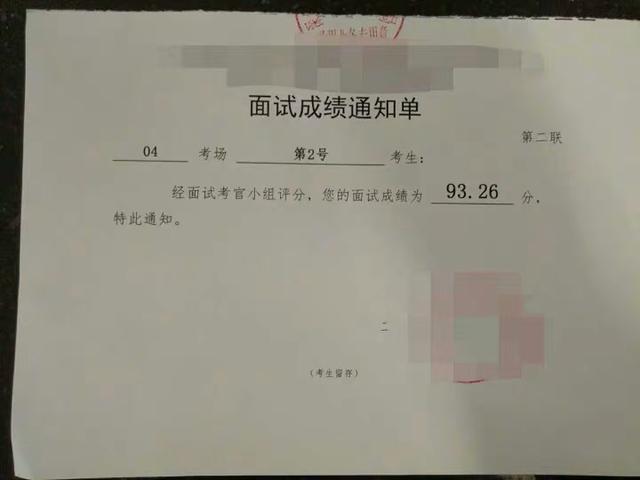 面试成绩通知单
第二联
04 考场 第2号 考生:
经面试考官小组评分,您的面试成绩为 93.26 分,
特此通知。
二
(考生留存)